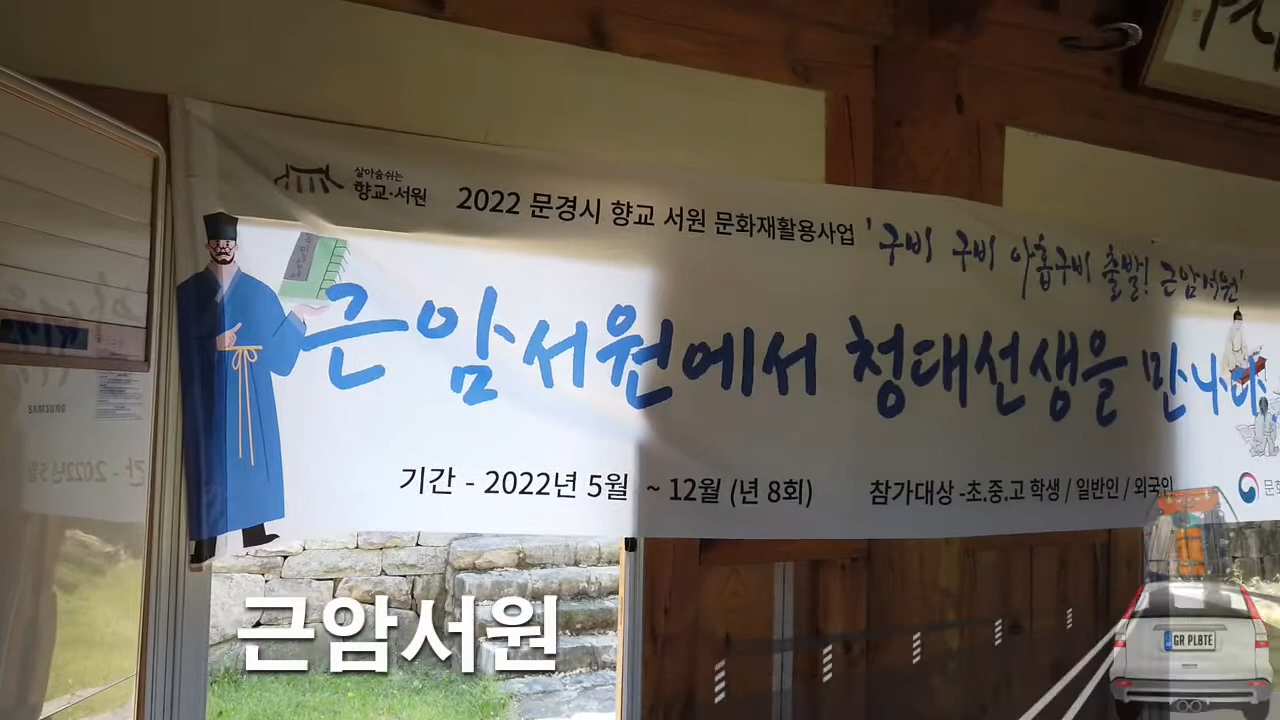 살아숨쉬는
향교·서원
2022 문경시 향교 서원 문화재활용사업 '구비 구비 아홉구비 출발! 근암서원'
근암서원에서 청대선생을 만나다
기간 - 2022년 5월 ~ 12월 (년 8회)
참가대상 -초.중.고 학생 / 일반인 / 외국인
SAMSUNG
근암서원
GR PLBTE